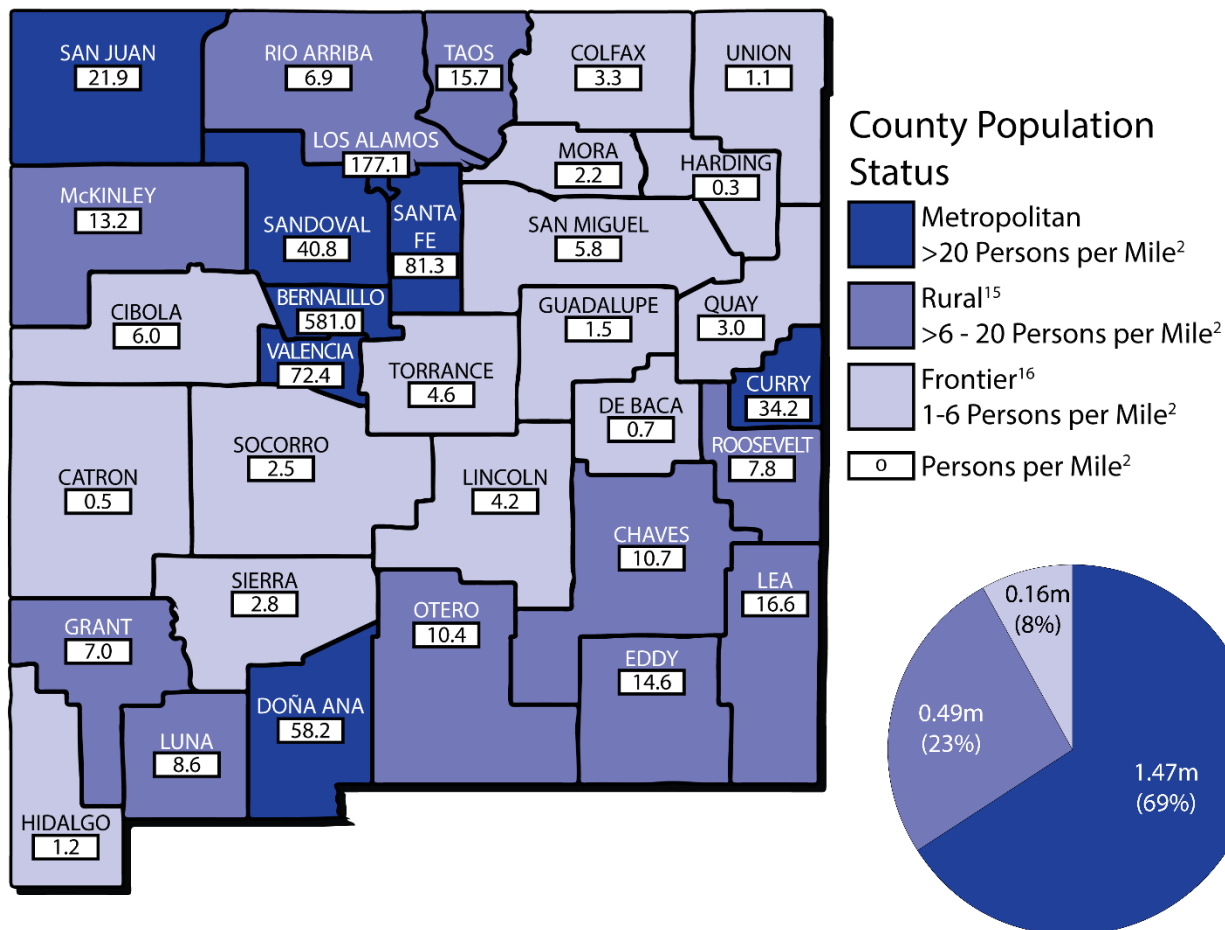 SAN JUAN
21.9
RIO ARRIBA
6.9
TAOS
15.7
COLFAX
3.3
UNION
1.1
LOS ALAMOS
177.1
MORA
2.2
HARDING
0.3
McKINLEY
13.2
SANDOVAL
40.8
SANTA
FE
81.3
SAN MIGUEL
5.8
CIBOLA
6.0
BERNALILLO
581.0
GUADALUPE
1.5
QUAY
3.0
VALENCIA
72.4
TORRANCE
4.6
CURRY
34.2
DE BACA
0.7
ROOSEVELT
7.8
CATRON
0.5
SOCORRO
2.5
LINCOLN
4.2
CHAVES
10.7
SIERRA
2.8
LEA
16.6
GRANT
7.0
OTERO
10.4
EDDY
14.6
DOÑA ANA
58.2
LUNA
8.6
HIDALGO
1.2
County Population
Status
Metropolitan
>20 Persons per Mile²
Rural¹⁵
>6 - 20 Persons per Mile²
Frontier¹⁶
1-6 Persons per Mile²
0 Persons per Mile²
0.16m
(8%)
0.49m
(23%)
1.47m
(69%)